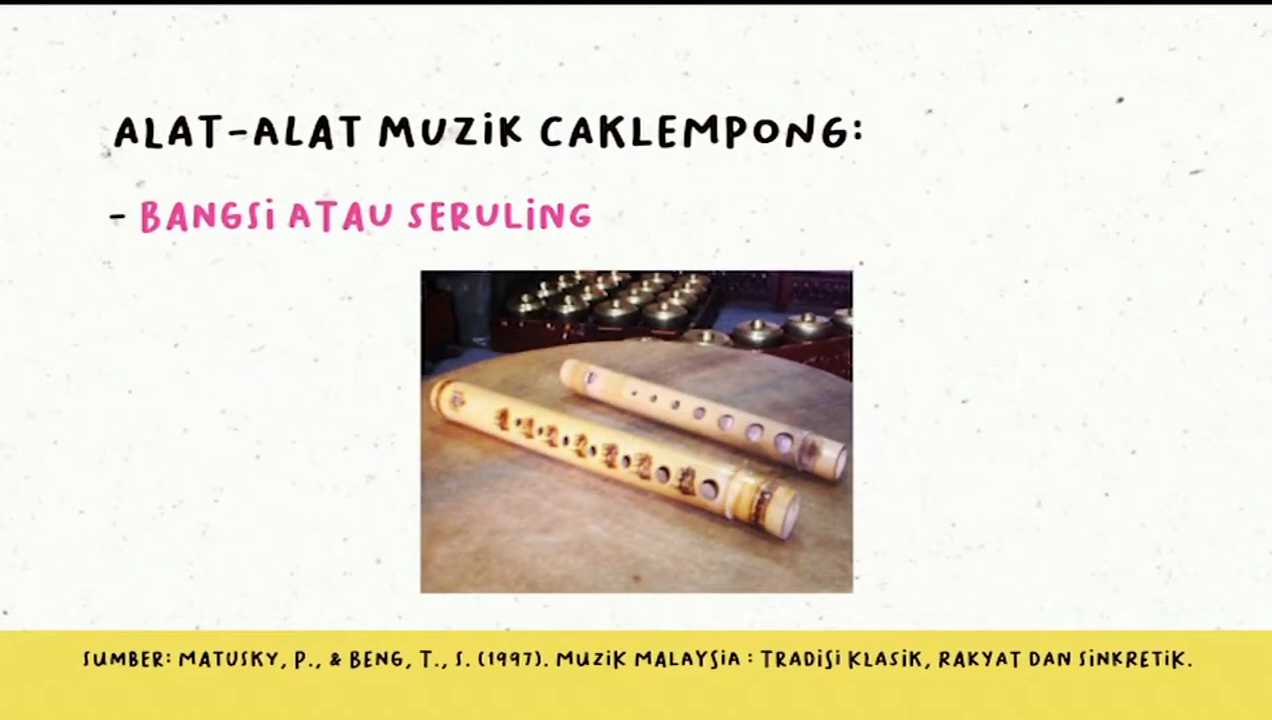 ALAT-ALAT MUZIK CAKLEMPONG:
- BANGSI ATAU SERULING
SUMBER: MATUSKY, P., & BENG, T., S. (1997). MUZIK MALAYSIA : TRADISI KLASIK, RAKYAT DAN SINKRETIK.